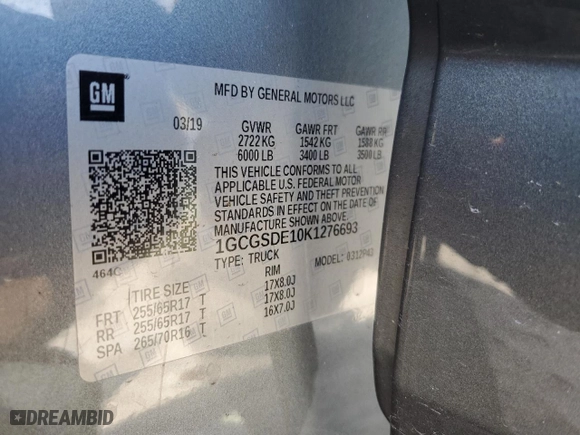 GM
MFD BY GENERAL MOTORS LLC
03/19 GVWR GAWR FRT GAWR RR
2722 KG 1542 KG 1588 KG
6000 LB 3400 LB 3500 LB
THIS VEHICLE CONFORMS TO ALL
APPLICABLE U.S. FEDERAL MOTOR
VEHICLE SAFETY AND THEFT PREVENTION
STANDARDS IN EFFECT ON THE DATE OF
MANUFACTURE SHOWN ABOVE.
1GCGSDE10K1276693
TYPE: TRUCK MODEL:
464C
TIRE SIZE RIM
FRT 255/65R17 T 17X8.0J
RR 255/65R17 T 17X8.0J
SPA 265/70R16 T 16X7.0J
DREAMBID